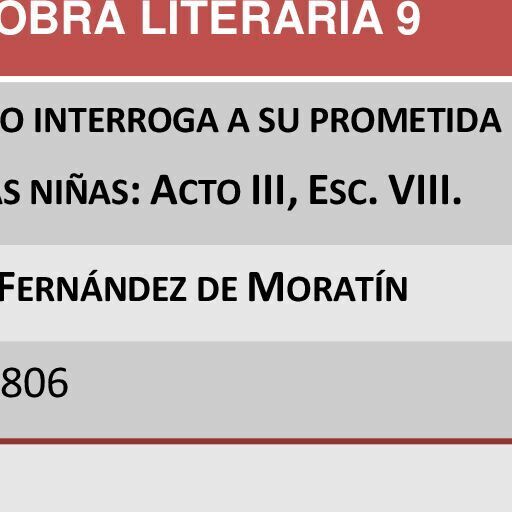 OBRA LITERARIA 9
O INTERROGA A SU PROMETIDA
AS NIÑAS: ACTO III, ESC. VIII.
FERNÁNDEZ DE MORATÍN
806